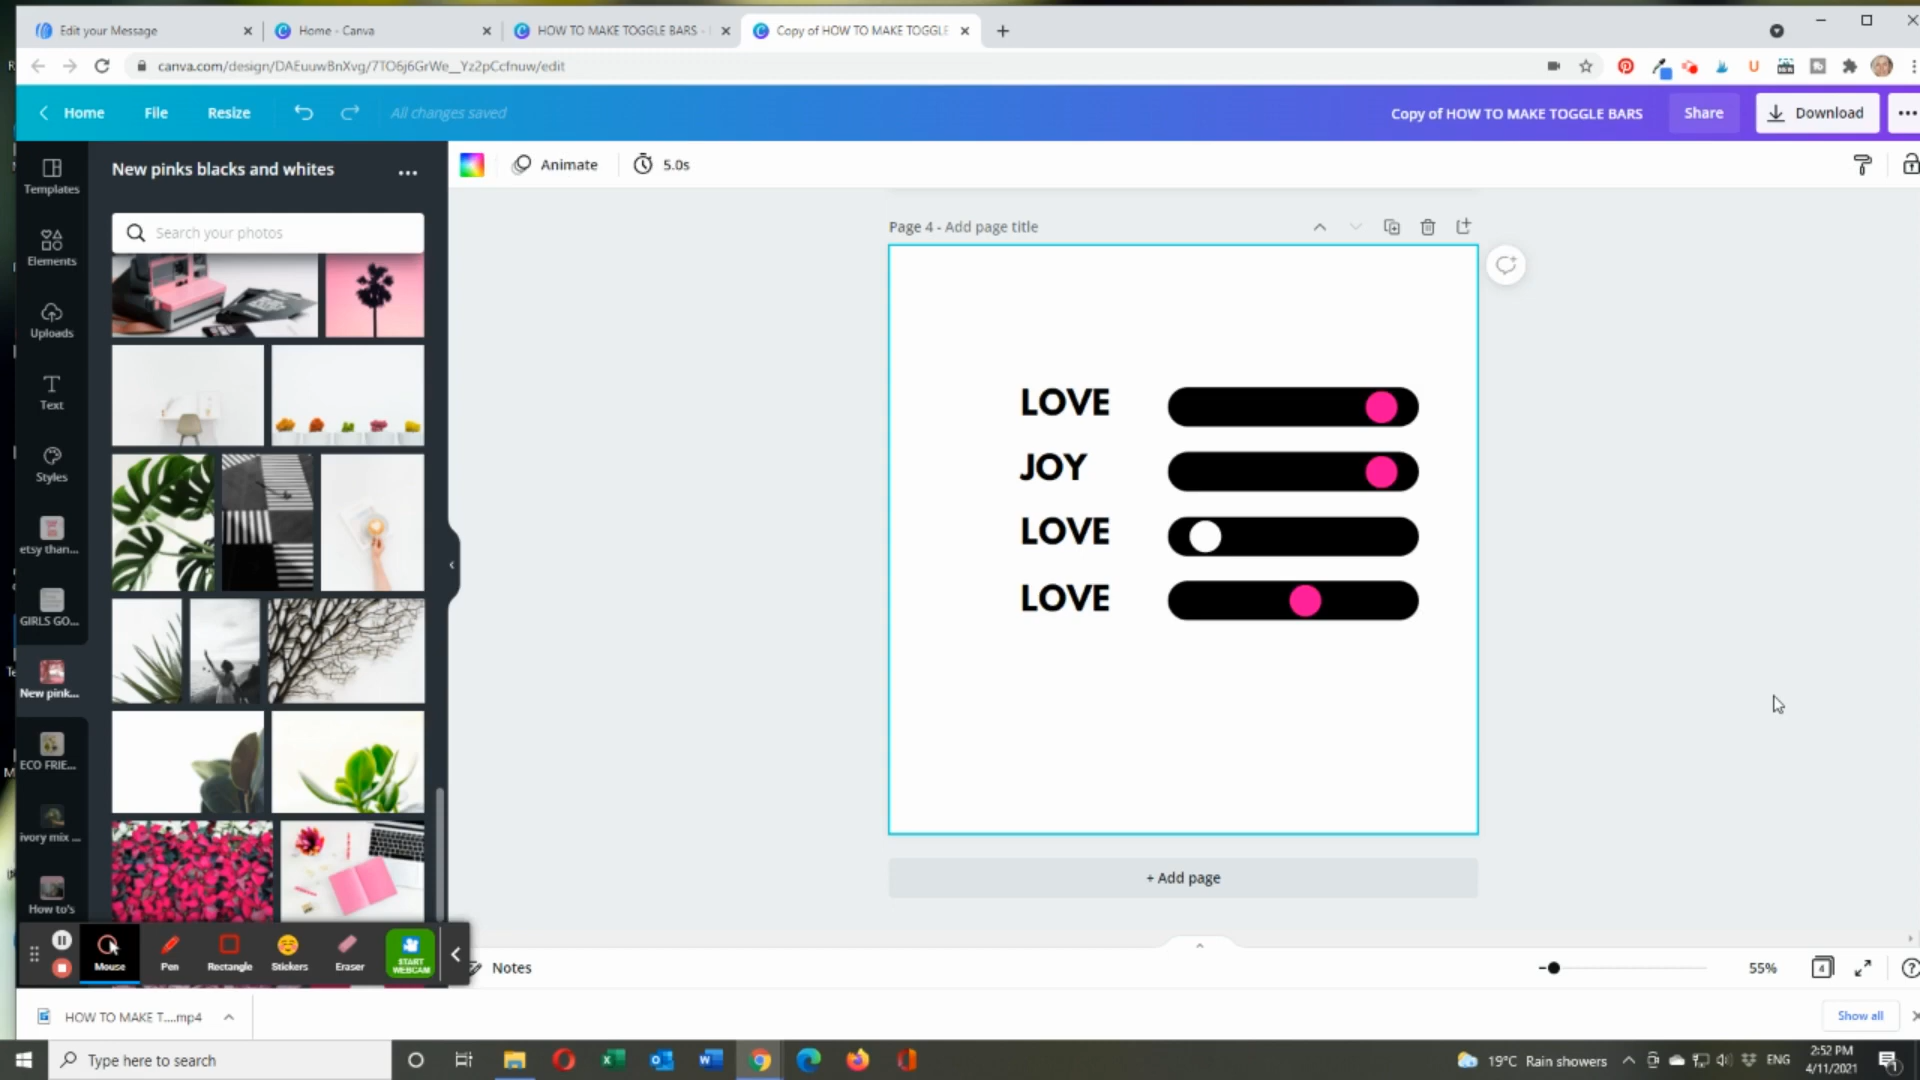 Edit your Message
Home - Canva
HOW TO MAKE TOGGLE BARS -
Copy of HOW TO MAKE TOGGLE
canva.com/design/DAEuuwBnXvg/7TO6j6GrWe__Yz2pCcfnuw/edit
Home
File
Resize
All changes saved
Copy of HOW TO MAKE TOGGLE BARS
Share
Download
Templates
Elements
Uploads
Text
Styles
etsy than...
GIRLS GO...
New pink...
ECO FRIE...
ivory mix ...
How to's
New pinks blacks and whites
Search your photos
Animate
5.0s
Page 4 - Add page title
LOVE
JOY
LOVE
LOVE
+ Add page
Mouse
Pen
Rectangle
Stickers
Eraser
START
WEBCAM
Notes
55%
4
HOW TO MAKE T....mp4
Show all
Type here to search
19°C Rain showers
ENG
2:52 PM
4/11/2021